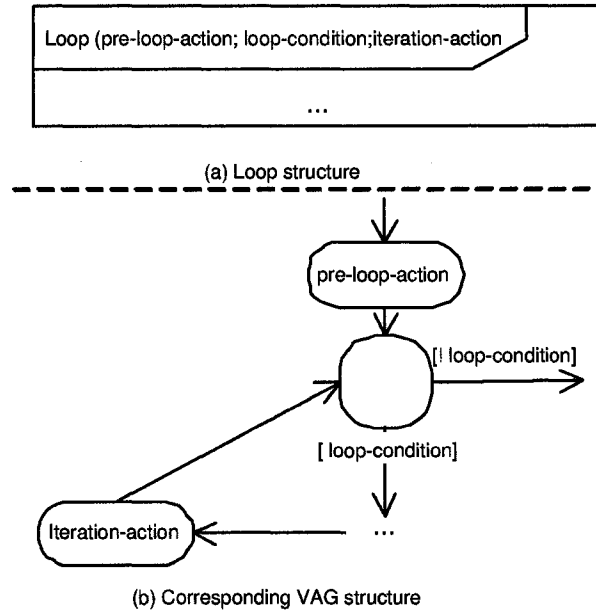 Loop (pre-loop-action; loop-condition;iteration-action
...
(a) Loop structure
pre-loop-action
[! loop-condition]
[ loop-condition]
Iteration-action
...
(b) Corresponding VAG structure